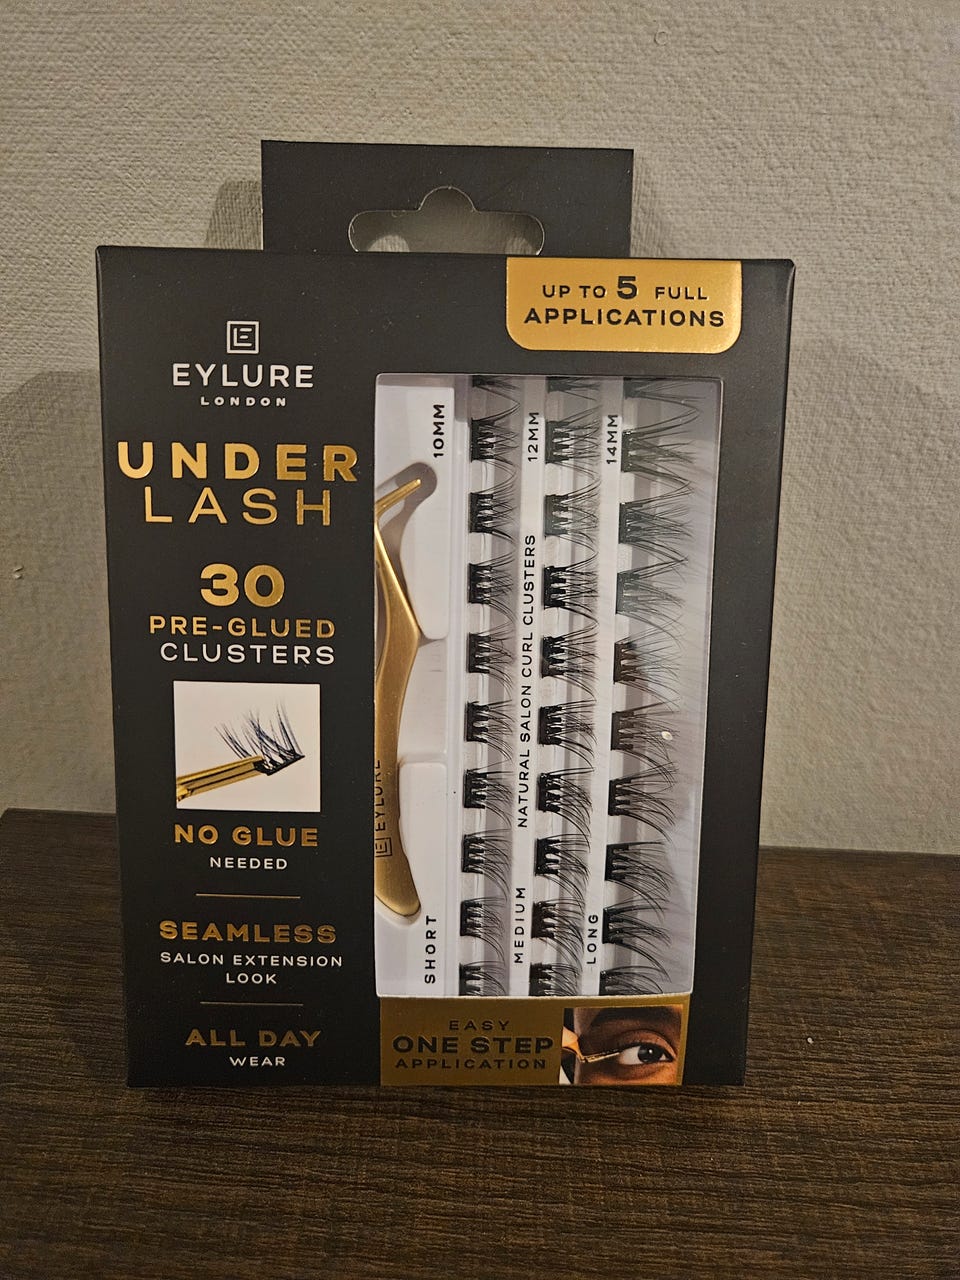 UP TO 5 FULL
APPLICATIONS
E
EYLURE
LONDON
UNDER
LASH
30
PRE-GLUED
CLUSTERS
NO GLUE
NEEDED
SEAMLESS
SALON EXTENSION
LOOK
ALL DAY
WEAR
10MM
SHORT
E EYLURE
12MM
NATURAL SALON CURL CLUSTERS
MEDIUM
14MM
LONG
EASY
ONE STEP
APPLICATION